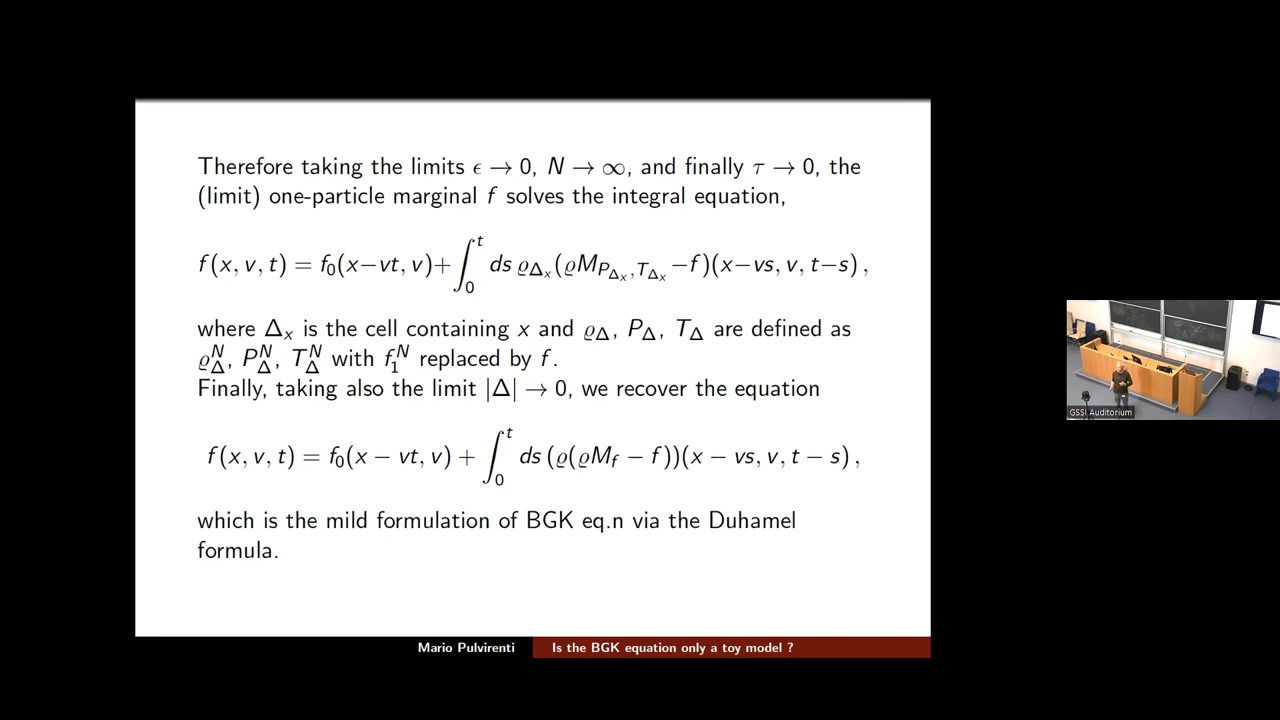 Therefore taking the limits ϵ → 0, N → ∞, and finally τ → 0, the
(limit) one-particle marginal f solves the integral equation,
f(x, v, t) = f₀(x−vt, v)+∫₀ᵗ ds ϱ_{Δₓ}(ϱM_{P_{Δₓ},T_{Δₓ}}−f)(x−vs, v, t−s) ,
where Δₓ is the cell containing x and ϱ_Δ, P_Δ, T_Δ are defined as
ϱ_Δ^N, P_Δ^N, T_Δ^N with f₁^N replaced by f.
Finally, taking also the limit |Δ| → 0, we recover the equation
f(x, v, t) = f₀(x − vt, v) + ∫₀ᵗ ds (ϱ(ϱM_f − f))(x − vs, v, t − s) ,
which is the mild formulation of BGK eq.n via the Duhamel
formula.
Mario Pulvirenti
Is the BGK equation only a toy model ?
GSSI Auditorium